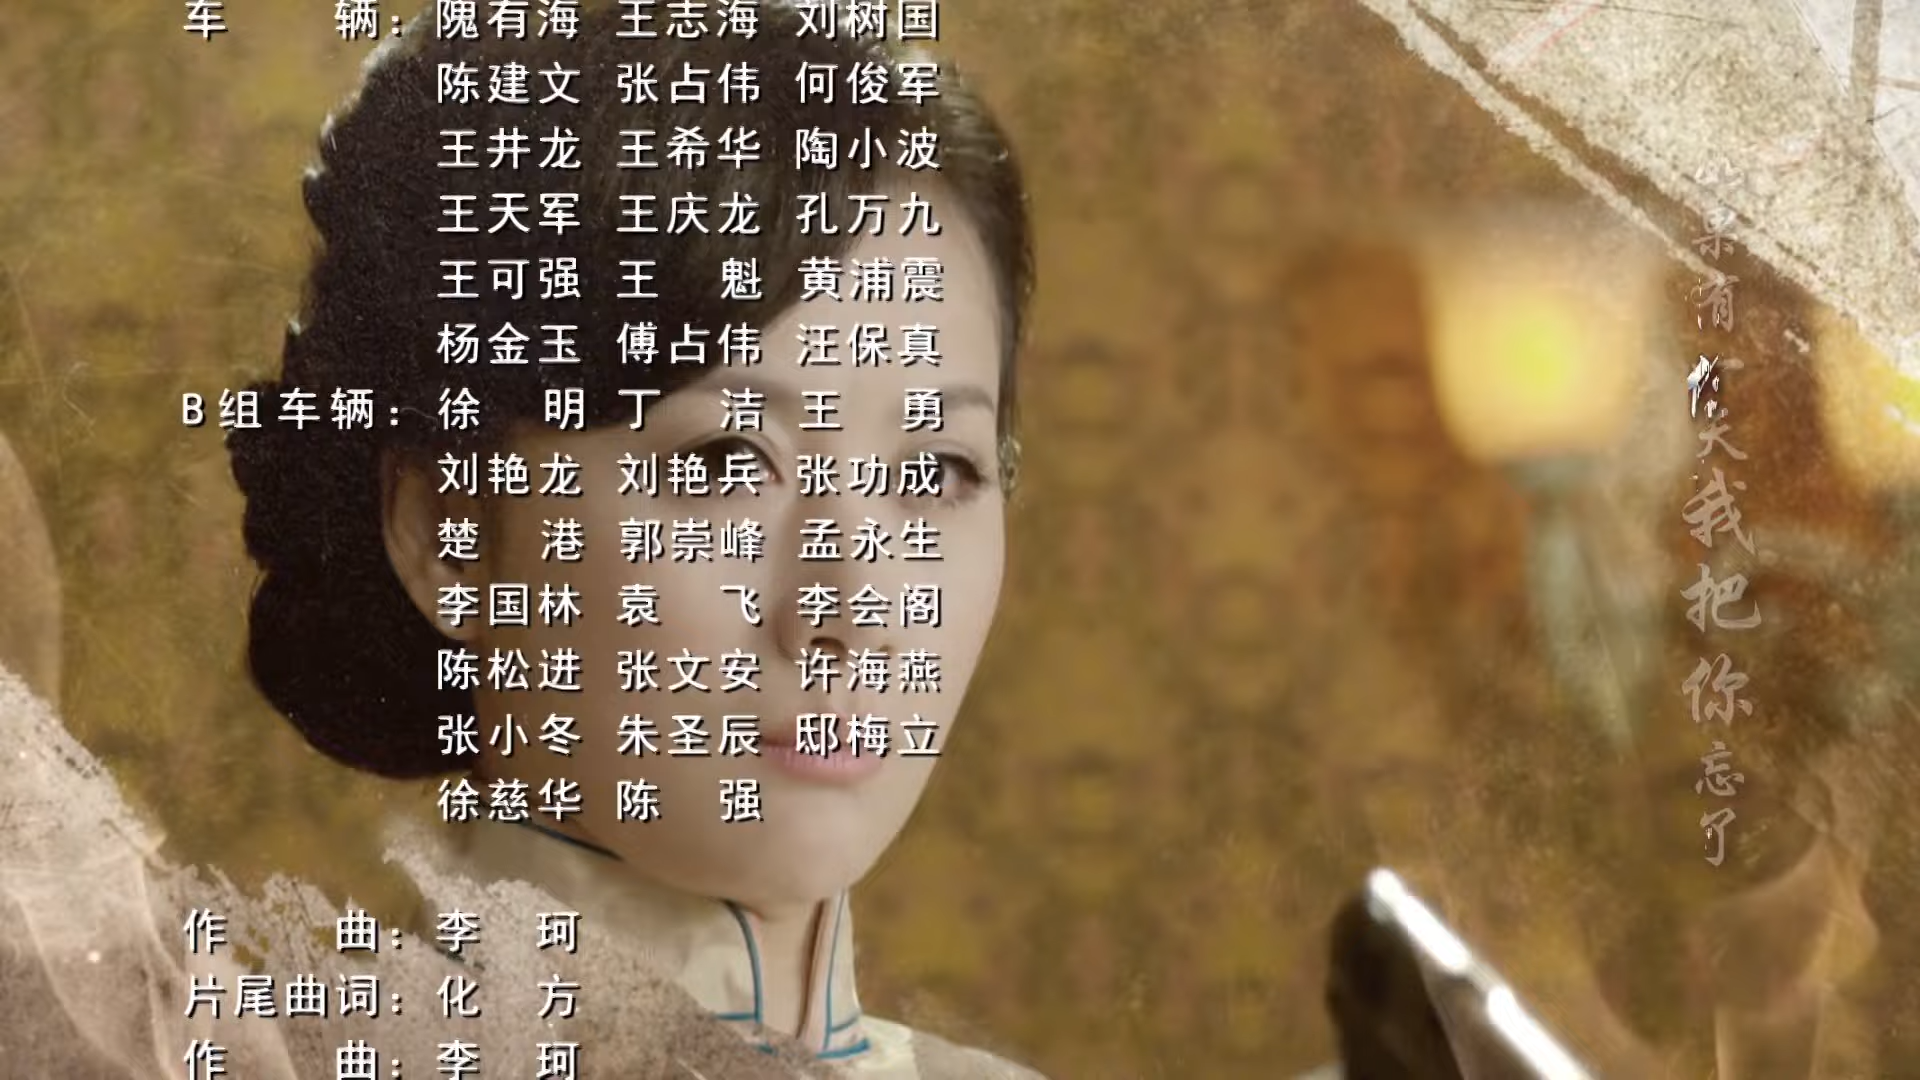 车 辆：隗有海 王志海 刘树国
陈建文 张占伟 何俊军
王井龙 王希华 陶小波
王天军 王庆龙 孔万九
王可强 王 魁 黄浦震
杨金玉 傅占伟 汪保真
B组车辆：徐 明 丁 洁 王 勇
刘艳龙 刘艳兵 张功成
楚 港 郭崇峰 孟永生
李国林 袁 飞 李会阁
陈松进 张文安 许海燕
张小冬 朱圣辰 邸梅立
徐慈华 陈 强
作 曲：李 珂
片尾曲词：化 方
作 曲：李 珂
天我把你忘了